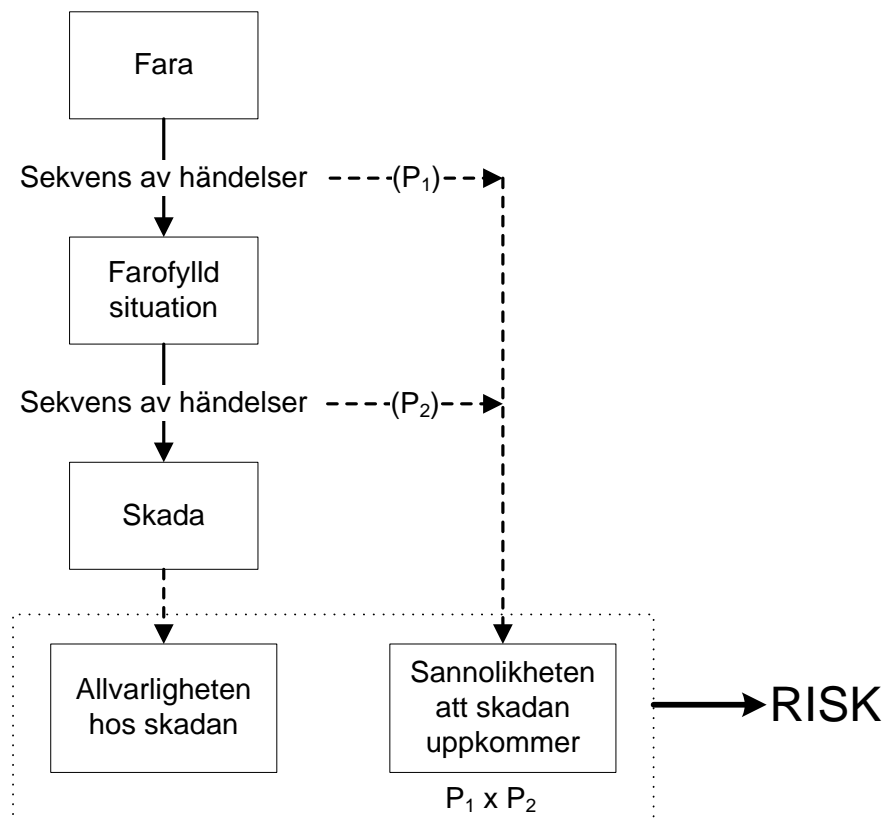 Fara
Sekvens av händelser
(P₁)
Farofylld
situation
Sekvens av händelser
(P₂)
Skada
Allvarligheten
hos skadan
Sannolikheten
att skadan
uppkommer
P₁ x P₂
RISK